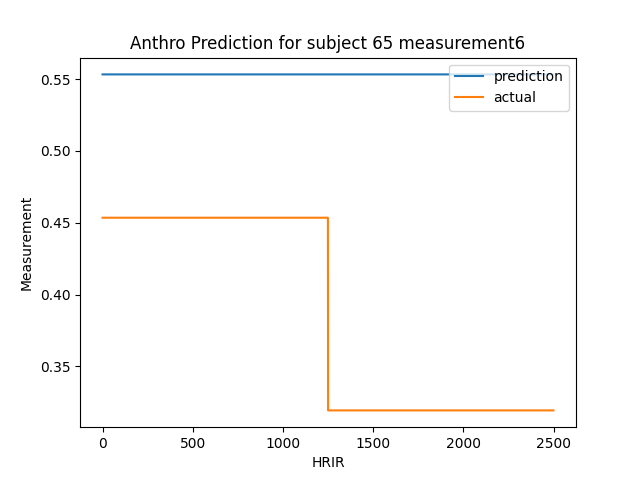 Anthro Prediction for subject 65 measurement6
prediction
actual
Measurement
0.55
0.50
0.45
0.40
0.35
0
500
1000
1500
2000
2500
HRIR